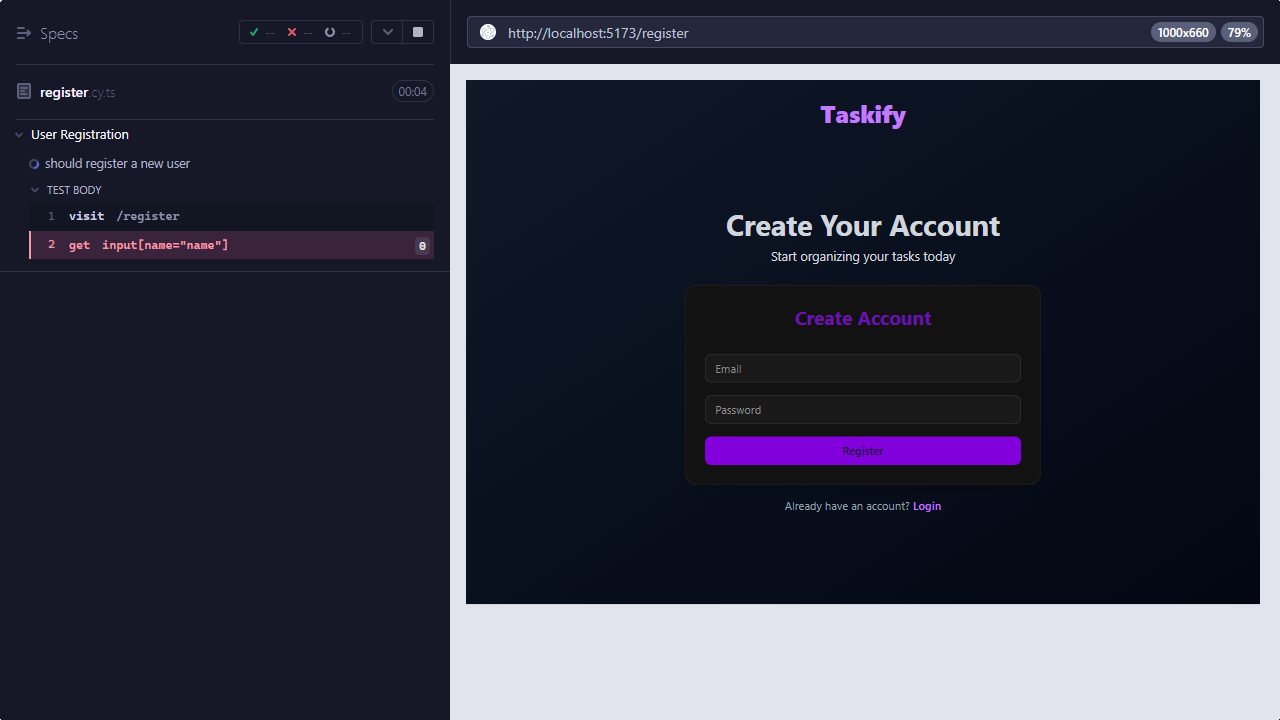 Specs
-- -- --
register.cy.ts
00:04
User Registration
should register a new user
TEST BODY
1 visit /register
2 get input[name="name"] 0
http://localhost:5173/register
1000x660
79%
Taskify
Create Your Account
Start organizing your tasks today
Create Account
Email
Password
Register
Already have an account? Login